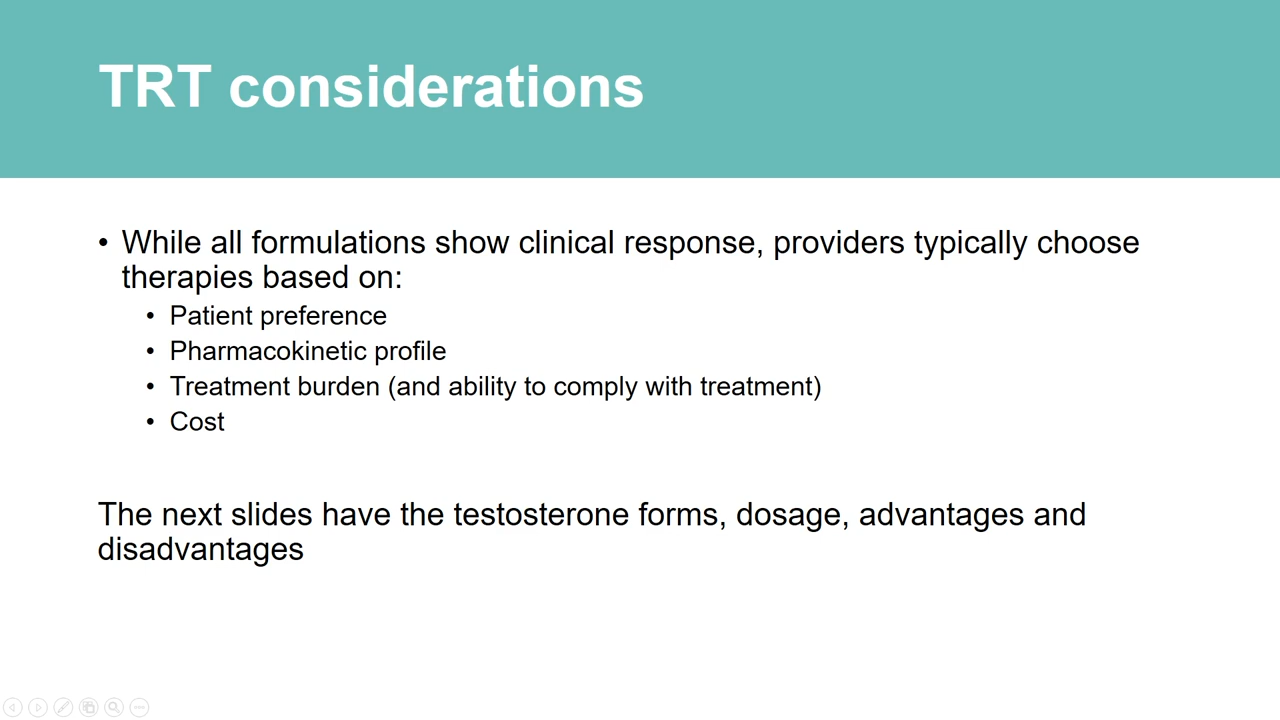 TRT considerations
• While all formulations show clinical response, providers typically choose
therapies based on:
• Patient preference
• Pharmacokinetic profile
• Treatment burden (and ability to comply with treatment)
• Cost
The next slides have the testosterone forms, dosage, advantages and
disadvantages